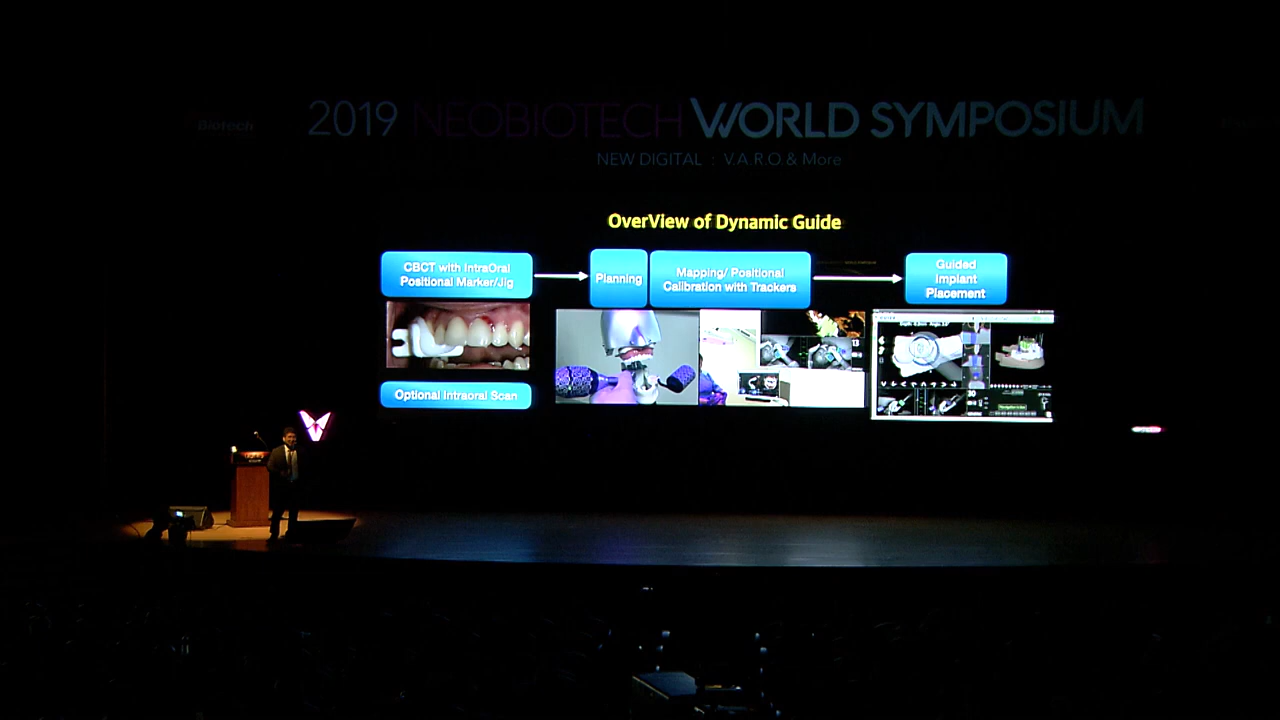 2019 NEOBIOTECH WORLD SYMPOSIUM
Biotech
NEW DIGITAL : V.A.R.O. & More
OverView of Dynamic Guide
CBCT with IntraOral
Positional Marker/Jig
Planning
Mapping/ Positional
Calibration with Trackers
Guided
Implant
Placement
Optional Intraoral Scan